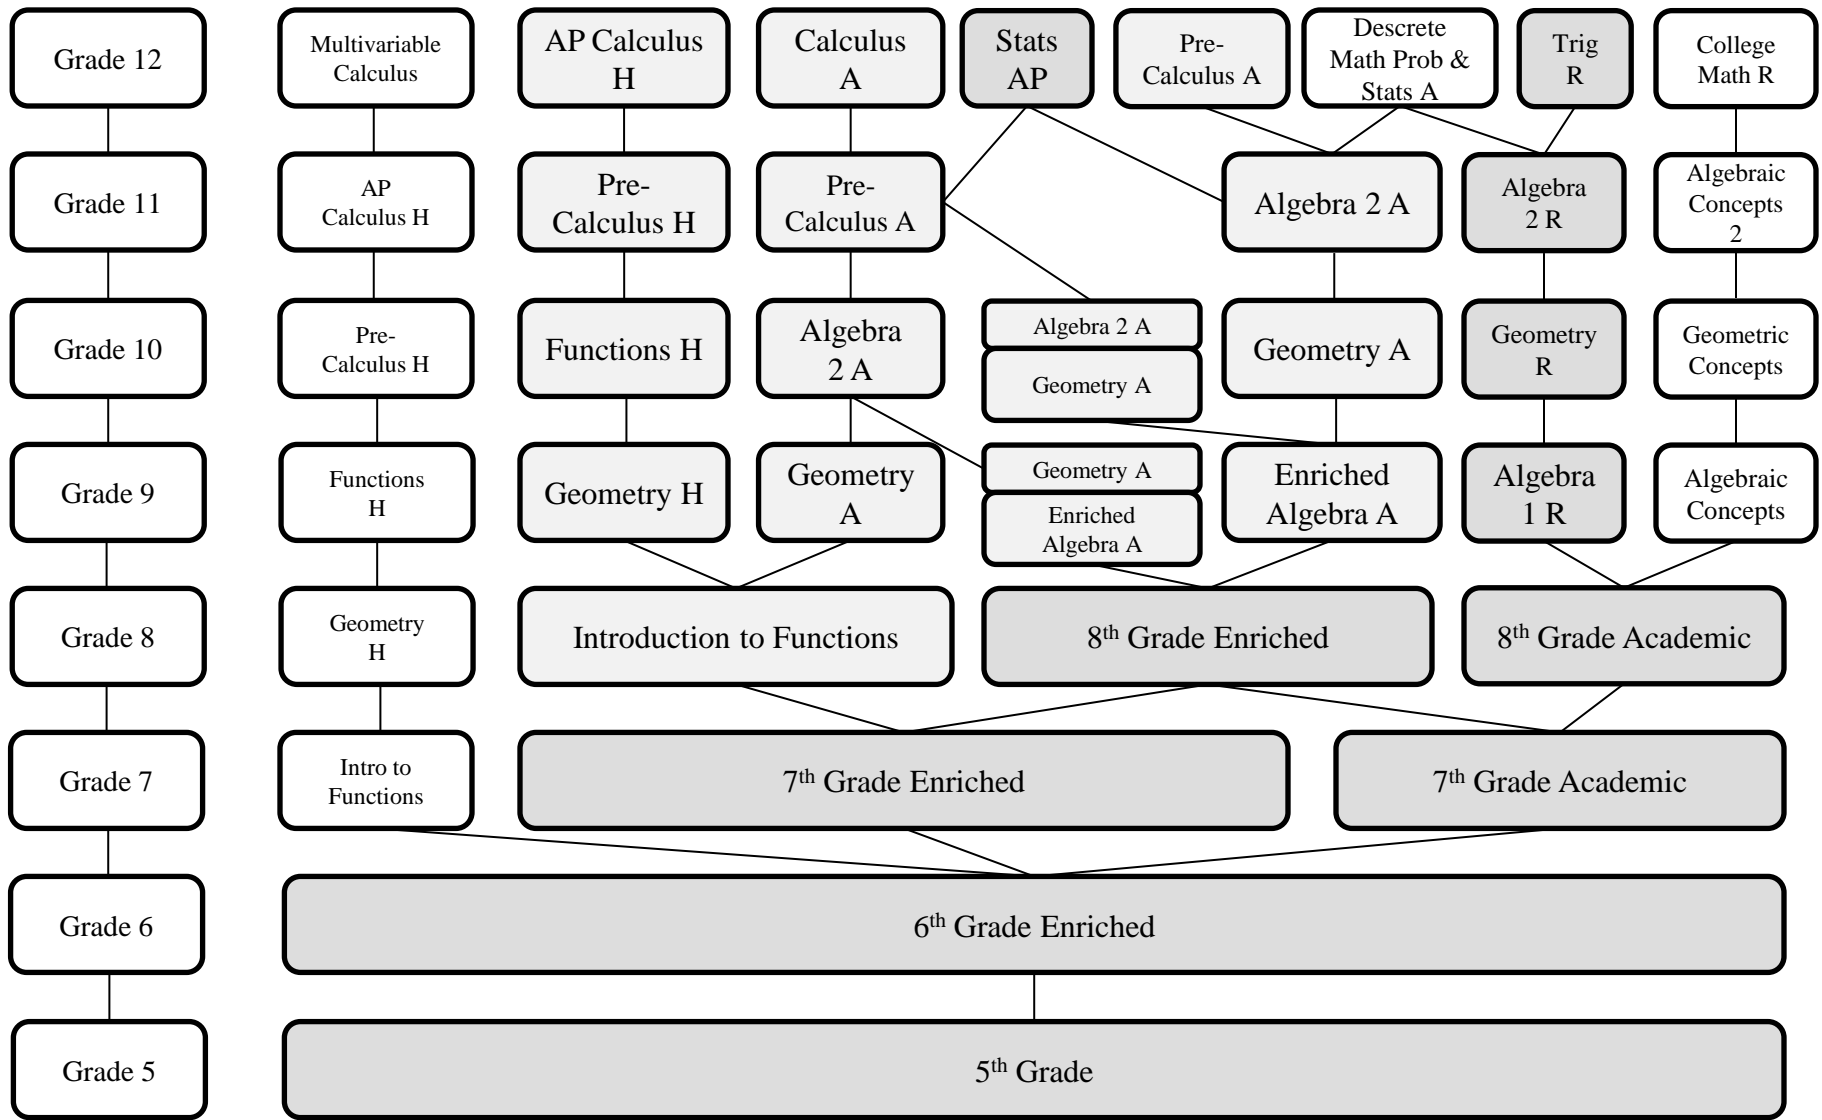 Grade 12
Multivariable
Calculus
AP Calculus
H
Calculus
A
Stats
AP
Pre-
Calculus A
Descrete
Math Prob &
Stats A
Trig
R
College
Math R
Grade 11
AP
Calculus H
Pre-
Calculus H
Pre-
Calculus A
Algebra 2 A
Algebra
2 R
Algebraic
Concepts
2
Grade 10
Pre-
Calculus H
Functions H
Algebra
2 A
Algebra 2 A
Geometry A
Geometry A
Geometry
R
Geometric
Concepts
Grade 9
Functions
H
Geometry H
Geometry
A
Geometry A
Enriched
Algebra A
Enriched
Algebra A
Algebra
1 R
Algebraic
Concepts
Grade 8
Geometry
H
Introduction to Functions
8th Grade Enriched
8th Grade Academic
Grade 7
Intro to
Functions
7th Grade Enriched
7th Grade Academic
Grade 6
6th Grade Enriched
Grade 5
5th Grade